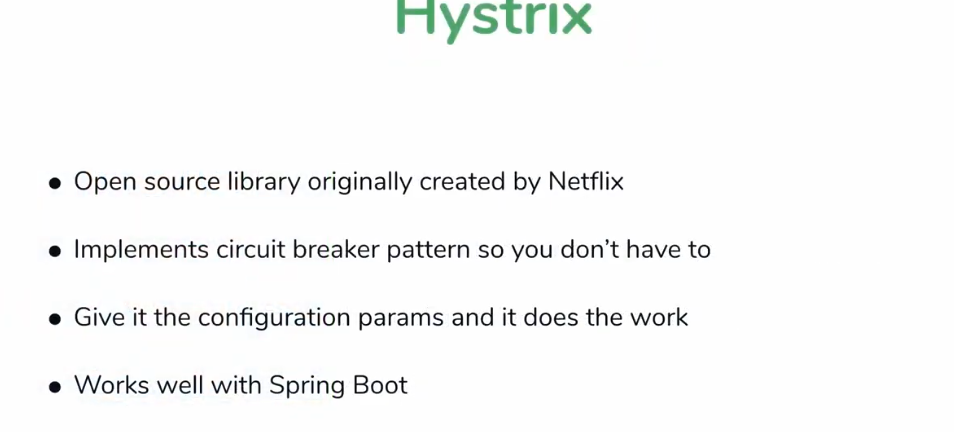 Hystrix
● Open source library originally created by Netflix
● Implements circuit breaker pattern so you don’t have to
● Give it the configuration params and it does the work
● Works well with Spring Boot